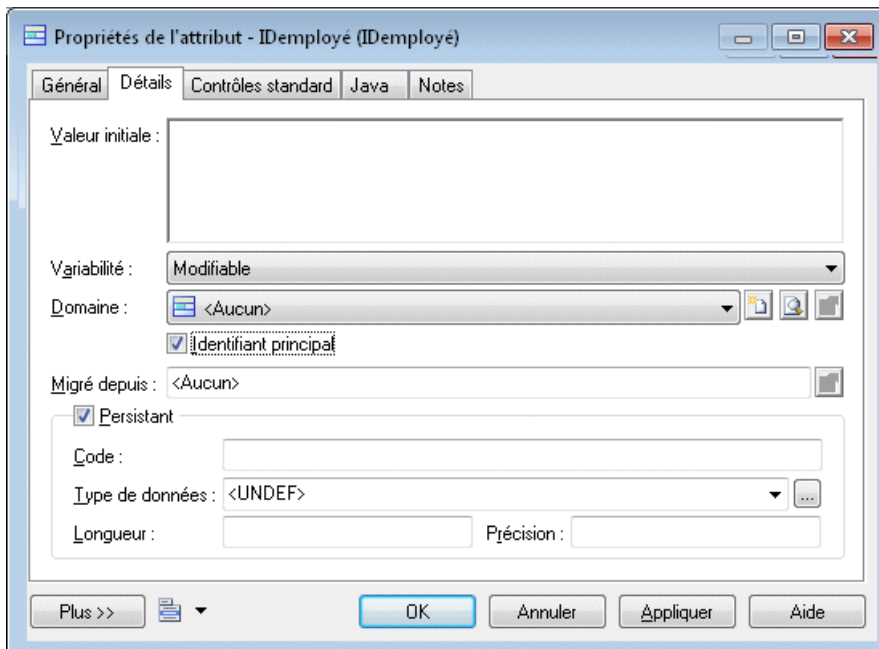 Propriétés de l'attribut - IDemployé (IDemployé)
Général Détails Contrôles standard Java Notes
Valeur initiale :
Variabilité : Modifiable
Domaine : <Aucun>
Identifiant principal
Migré depuis : <Aucun>
Persistant
Code :
Type de données : <UNDEF> ...
Longueur : Précision :
Plus >> OK Annuler Appliquer Aide